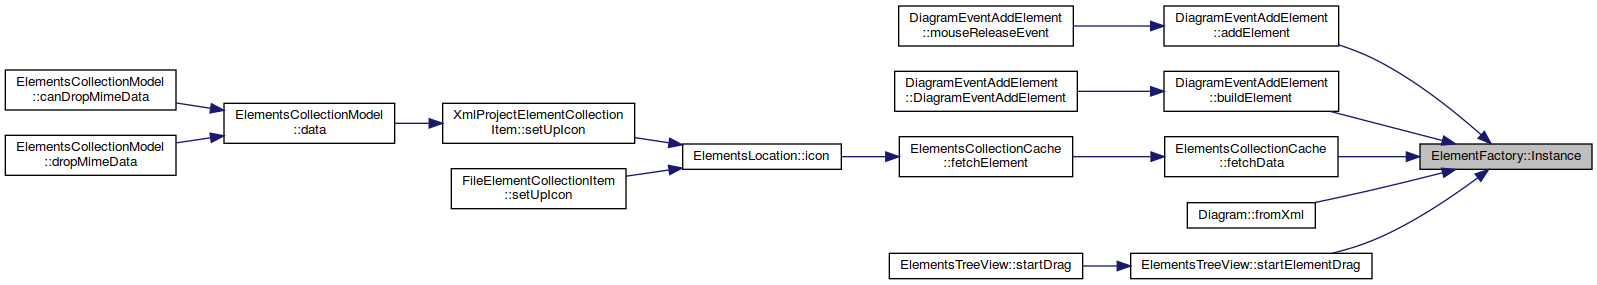 DiagramEventAddElement
::mouseReleaseEvent
DiagramEventAddElement
::addElement
ElementsCollectionModel
::canDropMimeData
DiagramEventAddElement
::DiagramEventAddElement
DiagramEventAddElement
::buildElement
ElementsCollectionModel
::data
XmlProjectElementCollection
Item::setUpIcon
ElementsCollectionModel
::dropMimeData
ElementsLocation::icon
ElementsCollectionCache
::fetchElement
ElementsCollectionCache
::fetchData
ElementFactory::Instance
FileElementCollectionItem
::setUpIcon
Diagram::fromXml
ElementsTreeView::startDrag
ElementsTreeView::startElementDrag